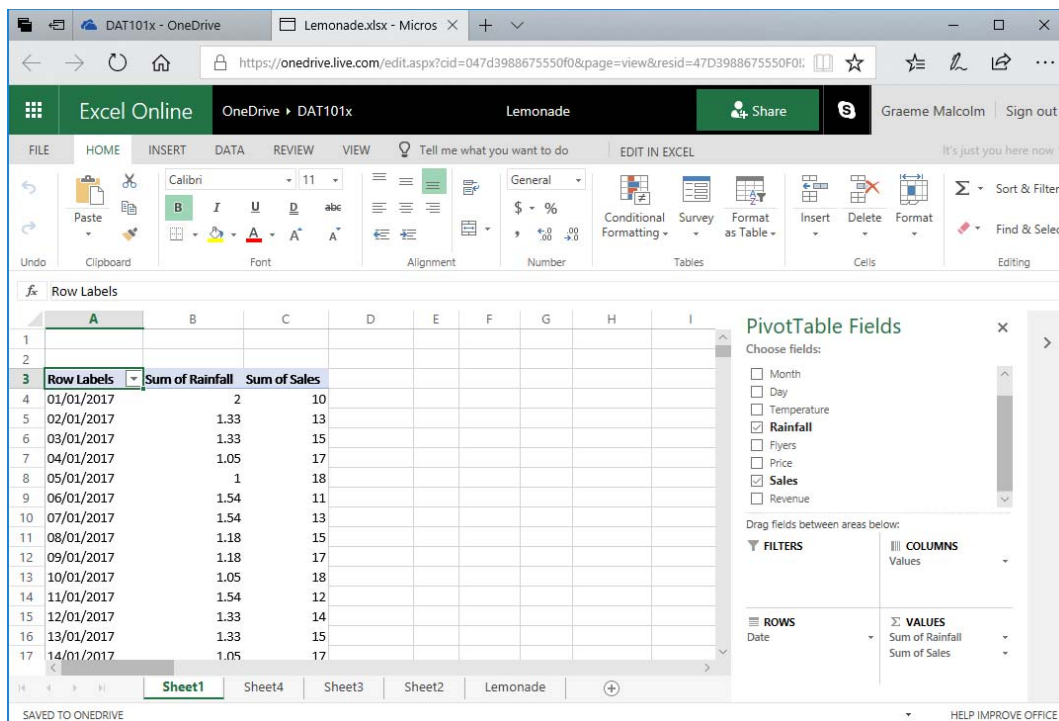 DAT101x - OneDrive
Lemonade.xlsx - Micros
https://onedrive.live.com/edit.aspx?cid=047d3988675550f0&page=view&resid=47D3988675550F0!
Excel Online
OneDrive ▸ DAT101x
Lemonade
Share
Graeme Malcolm
Sign out
FILE HOME INSERT DATA REVIEW VIEW Tell me what you want to do EDIT IN EXCEL It's just you here now
Calibri 11 General
Paste
B I U D abc $ - %
Conditional Formatting
Survey
Format as Table
Insert
Delete
Format
Sort & Filter
Find & Selec
Undo Clipboard Font Alignment Number Tables Cells Editing
fx Row Labels
A B C D E F G H I
1
2
3 Row Labels Sum of Rainfall Sum of Sales
4 01/01/2017 2 10
5 02/01/2017 1.33 13
6 03/01/2017 1.33 15
7 04/01/2017 1.05 17
8 05/01/2017 1 18
9 06/01/2017 1.54 11
10 07/01/2017 1.54 13
11 08/01/2017 1.18 15
12 09/01/2017 1.18 17
13 10/01/2017 1.05 18
14 11/01/2017 1.54 12
15 12/01/2017 1.33 14
16 13/01/2017 1.33 15
17 14/01/2017 1.05 17
PivotTable Fields
Choose fields:
Month
Day
Temperature
Rainfall
Flyers
Price
Sales
Revenue
Drag fields between areas below:
FILTERS
COLUMNS
Values
ROWS
Date
Σ VALUES
Sum of Rainfall
Sum of Sales
Sheet1 Sheet4 Sheet3 Sheet2 Lemonade
SAVED TO ONEDRIVE
HELP IMPROVE OFFICE